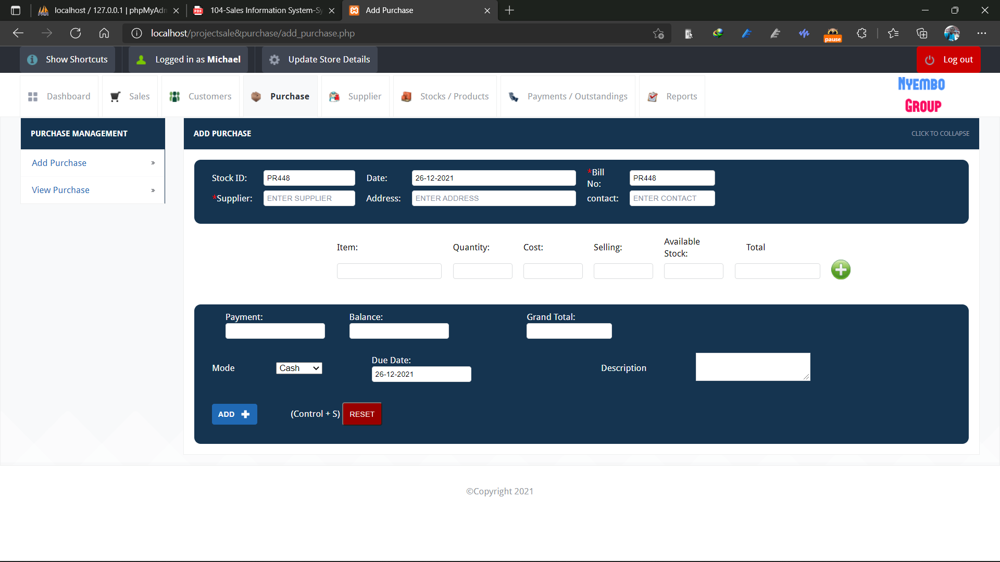 localhost / 127.0.0.1 | phpMyAdm
104-Sales Information System-Sy
Add Purchase
localhost/projectsale&purchase/add_purchase.php
pause
Show Shortcuts
Logged in as Michael
Update Store Details
Log out
Dashboard
Sales
Customers
Purchase
Supplier
Stocks / Products
Payments / Outstandings
Reports
Nyembo
Group
PURCHASE MANAGEMENT
Add Purchase »
View Purchase »
ADD PURCHASE
CLICK TO COLLAPSE
Stock ID: PR448 Date: 26-12-2021 *Bill No: PR448
*Supplier: ENTER SUPPLIER Address: ENTER ADDRESS contact: ENTER CONTACT
Item: Quantity: Cost: Selling: Available Stock: Total
Payment: Balance: Grand Total:
Mode Cash Due Date: 26-12-2021 Description
ADD (Control + S) RESET
©Copyright 2021